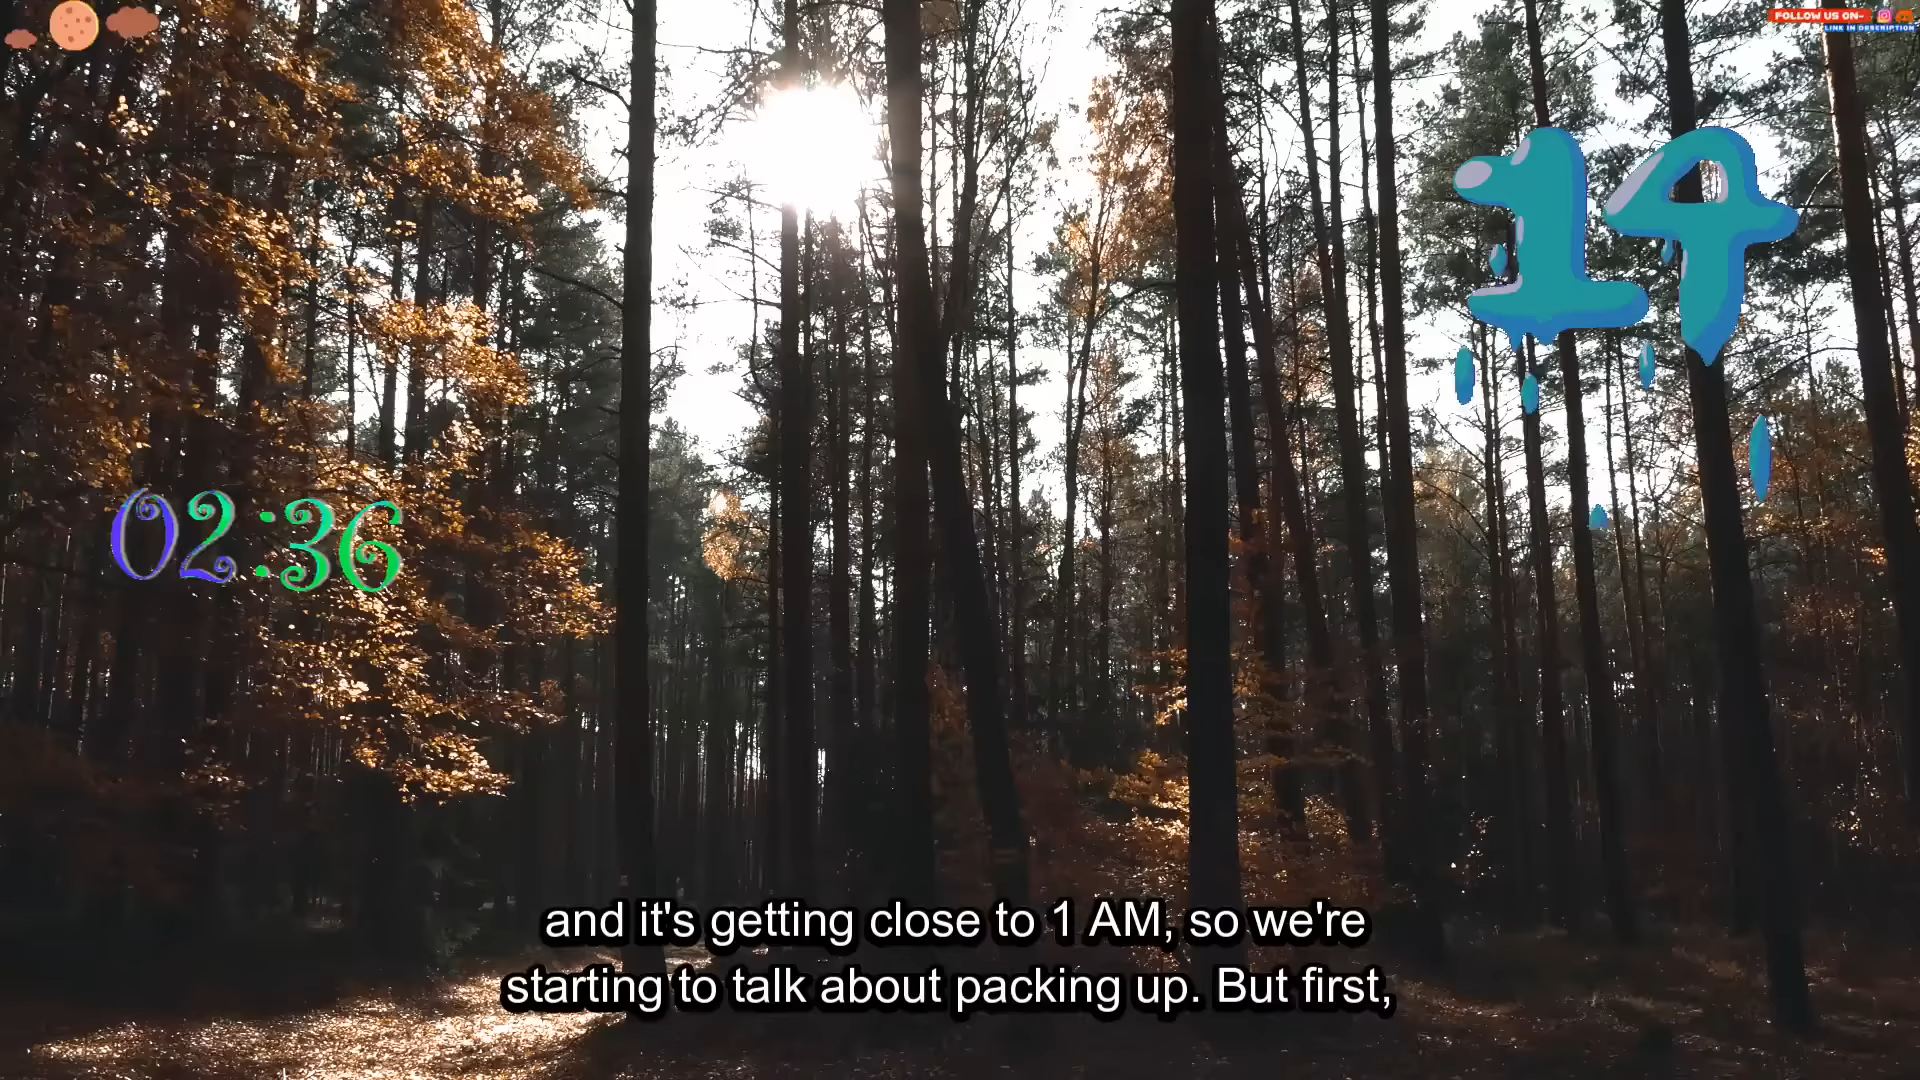 FOLLOW US ON-
LINK IN DESCRIPTION
14
02:36
and it's getting close to 1 AM, so we're
starting to talk about packing up. But first,